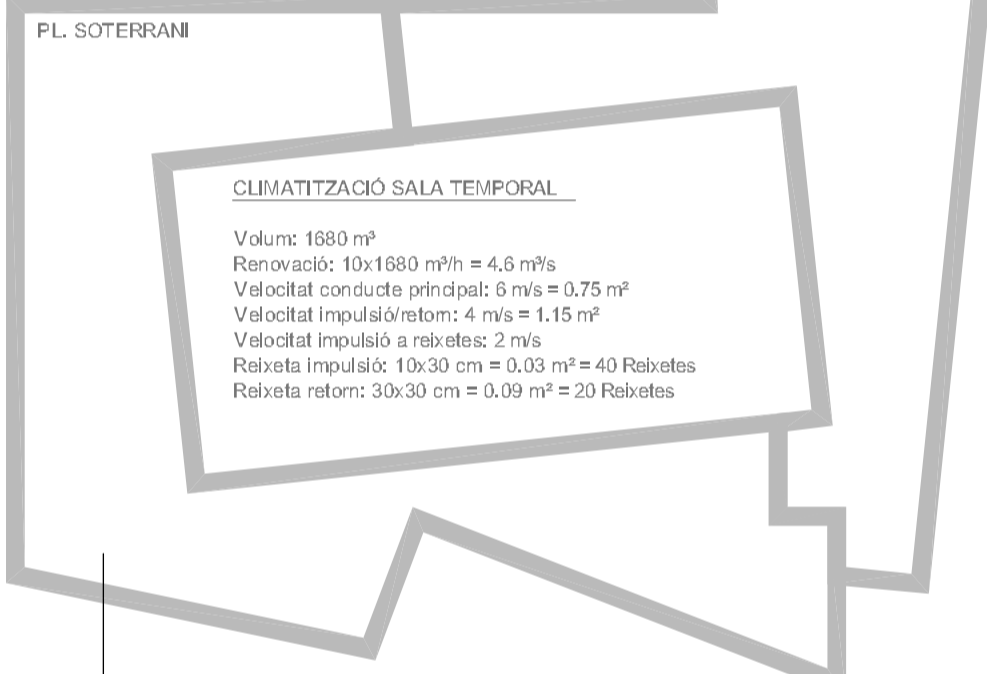 PL. SOTERRANI
CLIMATITZACIÓ SALA TEMPORAL
Volum: 1680 m³
Renovació: 10x1680 m³/h = 4.6 m³/s
Velocitat conducte principal: 6 m/s = 0.75 m²
Velocitat impulsió/retorn: 4 m/s = 1.15 m²
Velocitat impulsió a reixetes: 2 m/s
Reixeta impulsió: 10x30 cm = 0.03 m² = 40 Reixetes
Reixeta retorn: 30x30 cm = 0.09 m² = 20 Reixetes